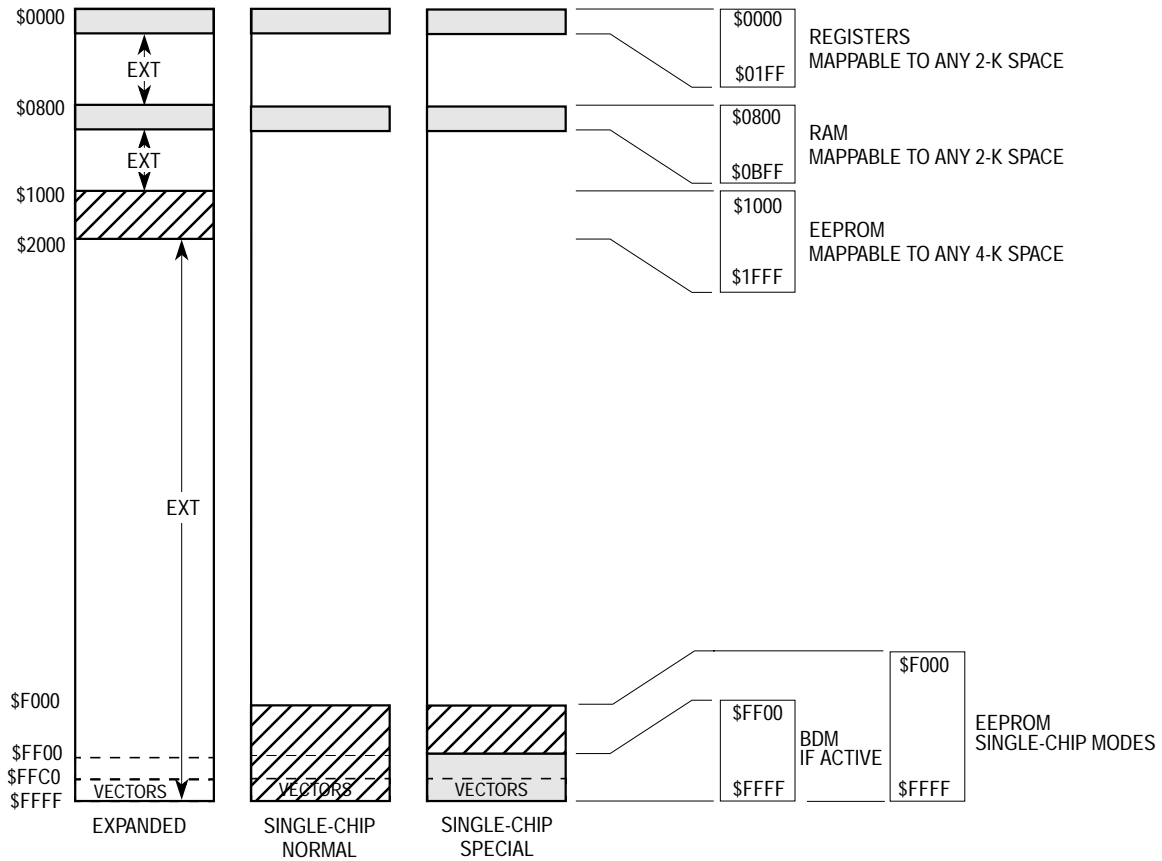 $0000
$0000
REGISTERS
MAPPABLE TO ANY 2-K SPACE
EXT
$01FF
$0800
$0800
RAM
MAPPABLE TO ANY 2-K SPACE
EXT
$0BFF
$1000
$1000
EEPROM
MAPPABLE TO ANY 4-K SPACE
$2000
$1FFF
EXT
$F000
$F000
$FF00
EEPROM
SINGLE-CHIP MODES
BDM
IF ACTIVE
$FF00
$FFC0
$FFFF
VECTORS
VECTORS
VECTORS
$FFFF
$FFFF
EXPANDED
SINGLE-CHIP
NORMAL
SINGLE-CHIP
SPECIAL